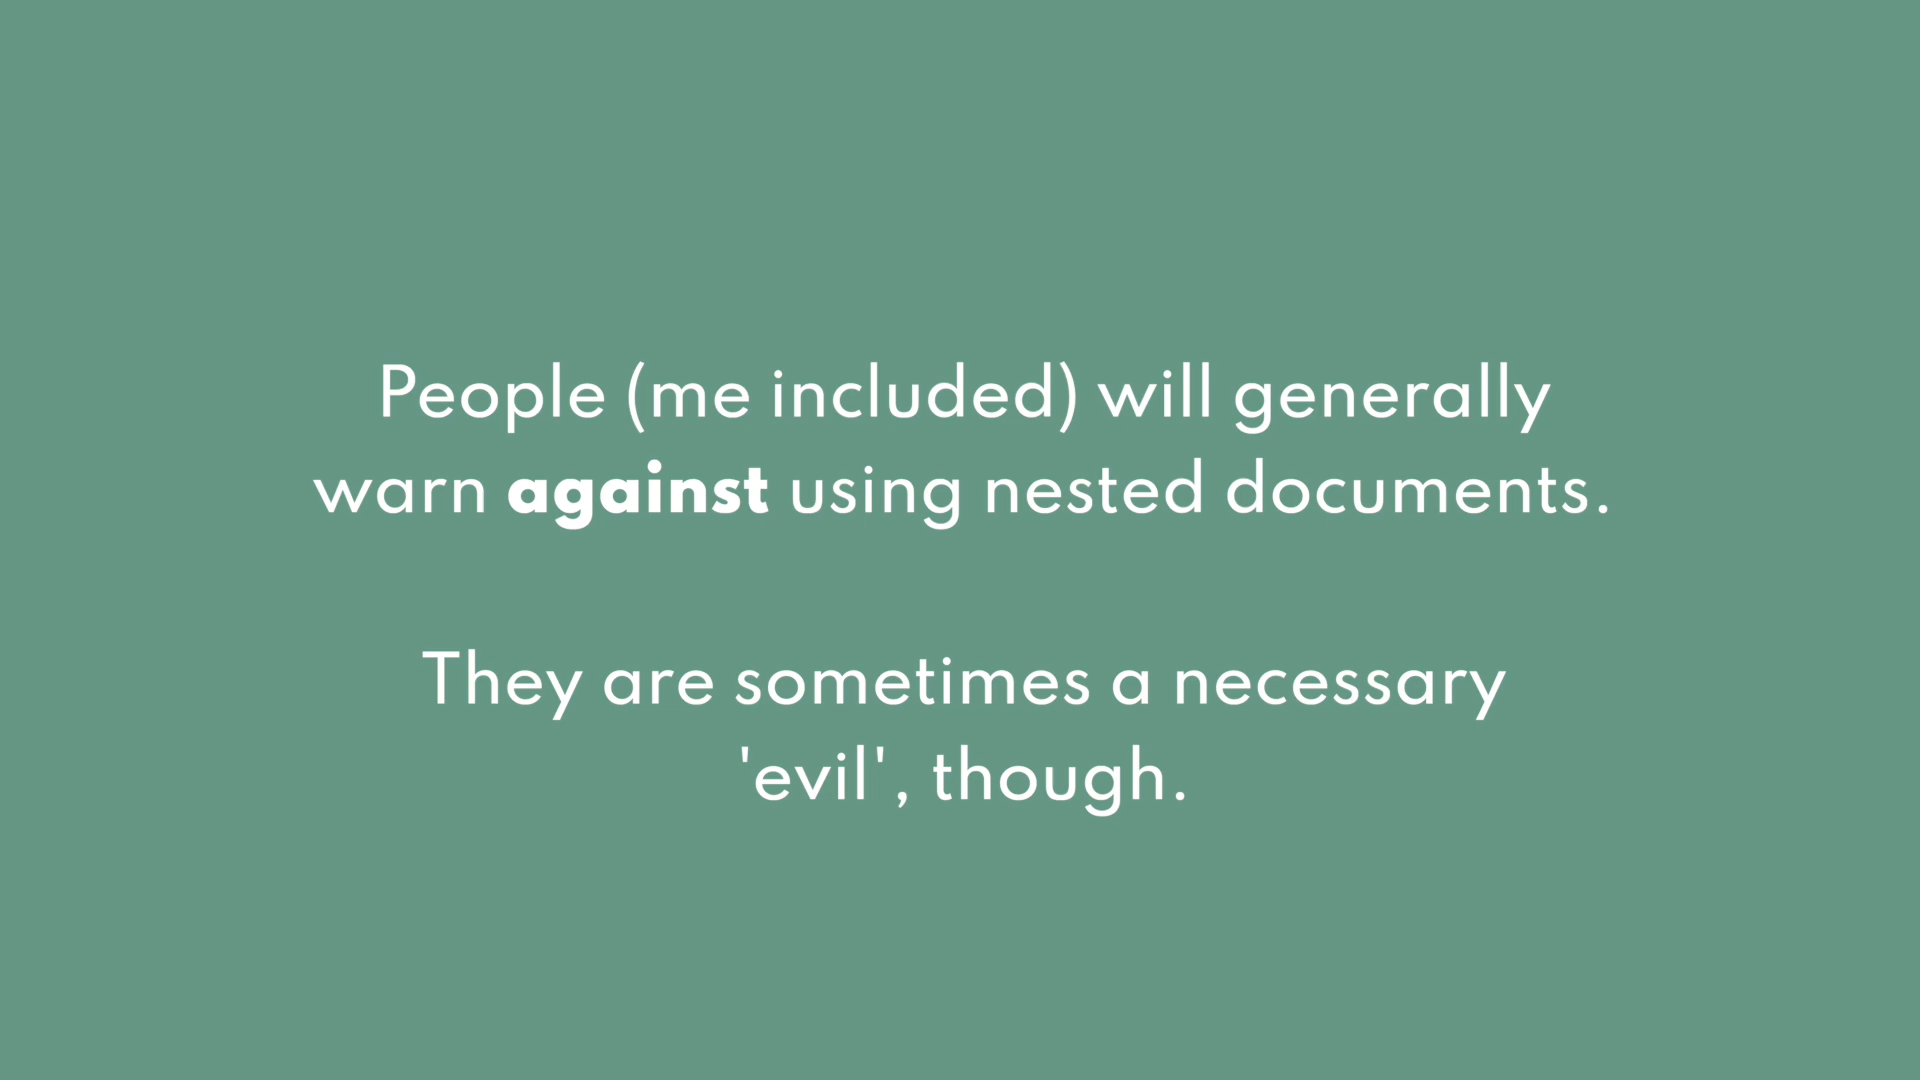 People (me included) will generally
warn against using nested documents.
They are sometimes a necessary
'evil', though.